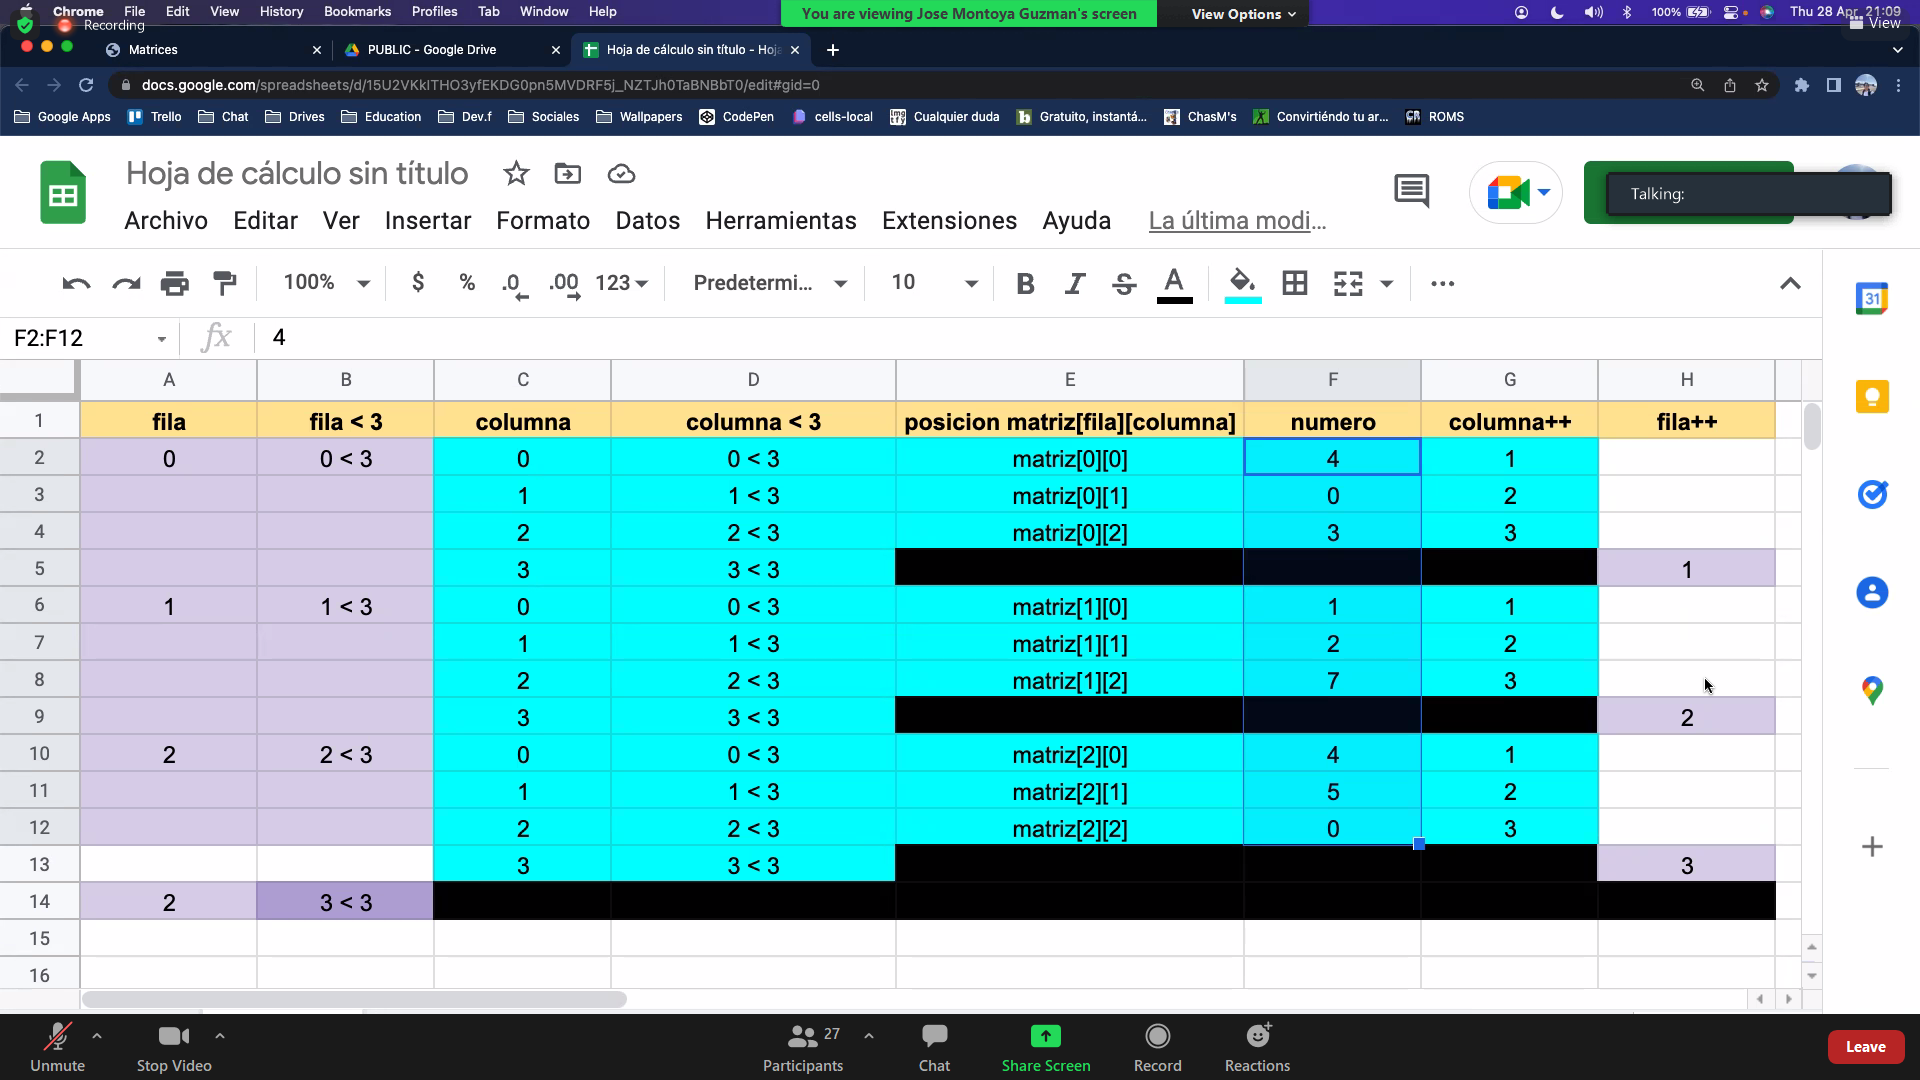 Chrome File Edit View History Bookmarks Profiles Tab Window Help
You are viewing Jose Montoya Guzman's screen View Options
100% Thu 28 Apr 21:09
Recording
View
Matrices
PUBLIC - Google Drive
Hoja de cálculo sin título - Hoja
docs.google.com/spreadsheets/d/15U2VKkITHO3yfEKDG0pn5MVDRF5j_NZTJh0TaBNBbT0/edit#gid=0
Google Apps Trello Chat Drives Education Dev.f Sociales Wallpapers CodePen cells-local Cualquier duda Gratuito, instantá... ChasM's Convirtiéndo tu ar... ROMS
Hoja de cálculo sin título
Talking:
Archivo Editar Ver Insertar Formato Datos Herramientas Extensiones Ayuda La última modi...
100% $ % .0 .00 123 Predetermi... 10 B I S A ...
31
F2:F12 fx 4
A B C D E F G H
1 fila fila < 3 columna columna < 3 posicion matriz[fila][columna] numero columna++ fila++
2 0 0 < 3 0 0 < 3 matriz[0][0] 4 1
3 1 1 < 3 matriz[0][1] 0 2
4 2 2 < 3 matriz[0][2] 3 3
5 3 3 < 3 1
6 1 1 < 3 0 0 < 3 matriz[1][0] 1 1
7 1 1 < 3 matriz[1][1] 2 2
8 2 2 < 3 matriz[1][2] 7 3
9 3 3 < 3 2
10 2 2 < 3 0 0 < 3 matriz[2][0] 4 1
11 1 1 < 3 matriz[2][1] 5 2
12 2 2 < 3 matriz[2][2] 0 3
13 3 3 < 3 3
14 2 3 < 3
15
16
27
Unmute Stop Video Participants Chat Share Screen Record Reactions Leave